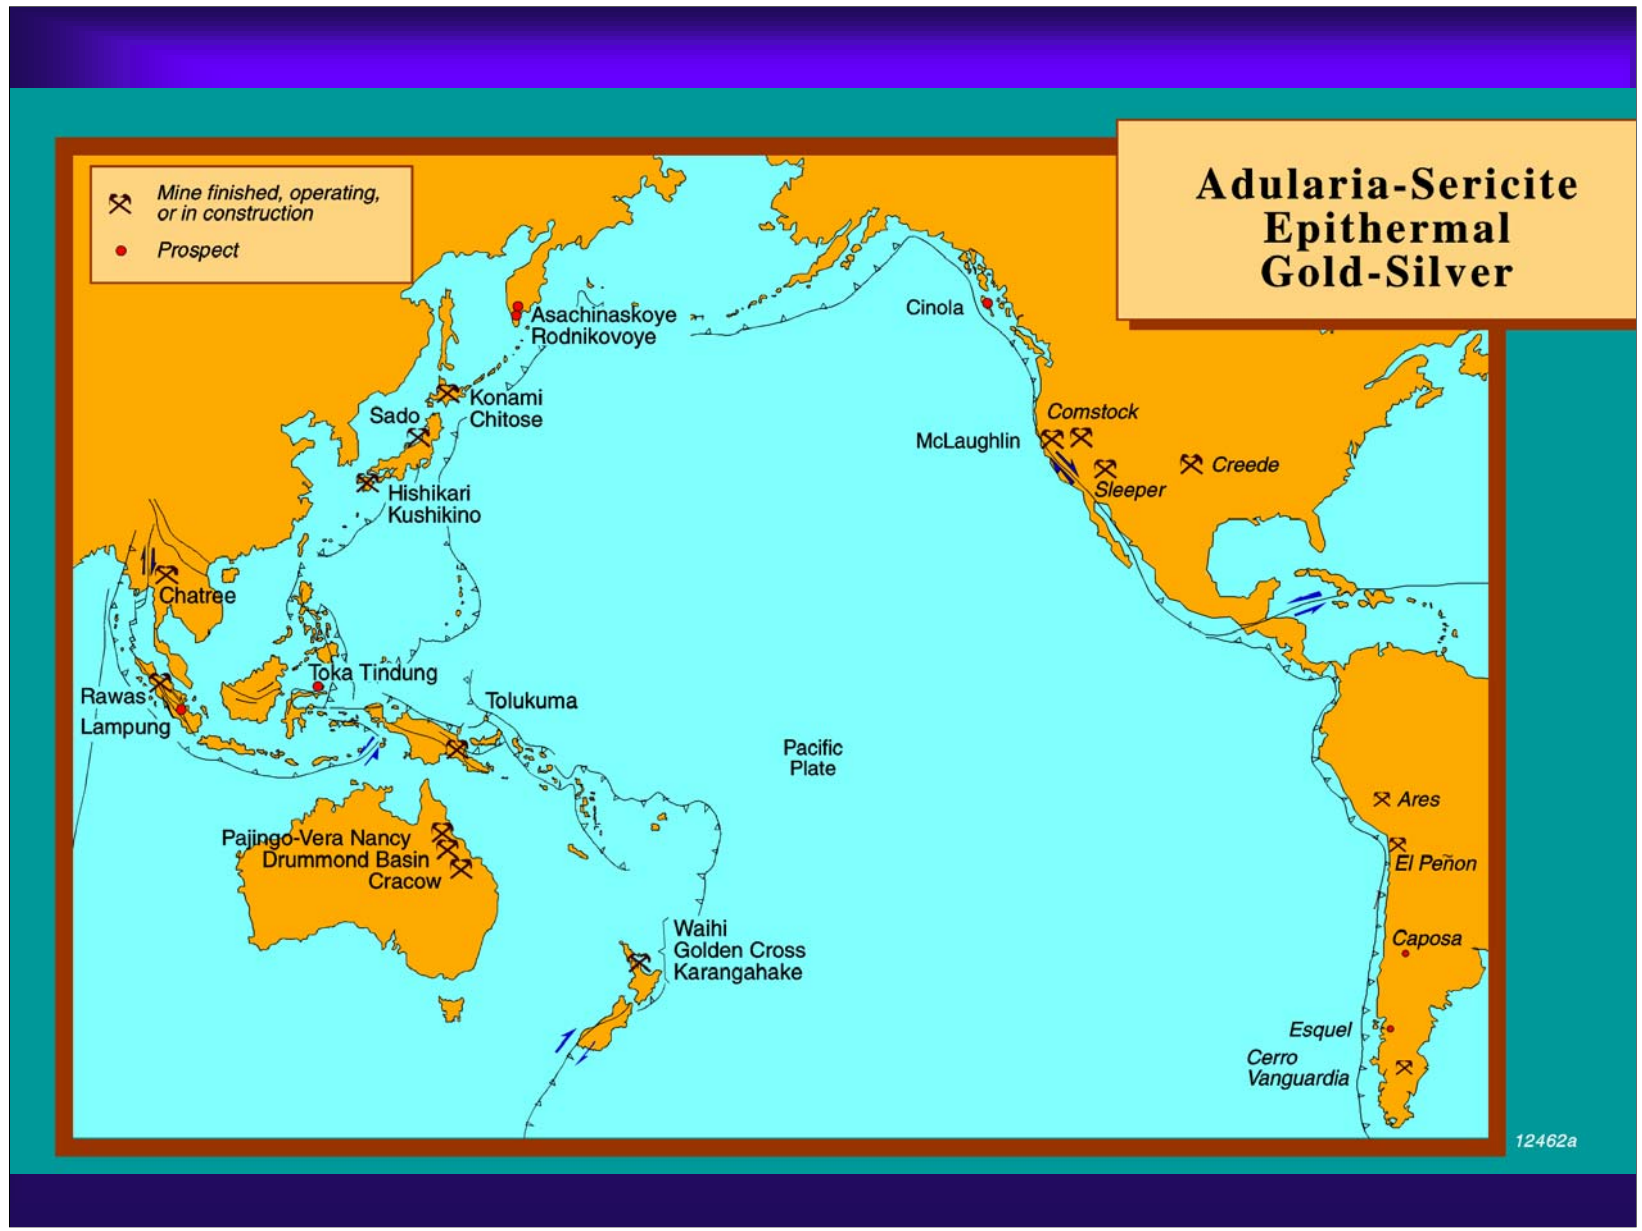 Adularia-Sericite
Epithermal
Gold-Silver
Mine finished, operating,
or in construction
Prospect
Asachinaskoye
Rodnikovoye
Cinola
Konami
Chitose
Sado
Comstock
McLaughlin
Creede
Sleeper
Hishikari
Kushikino
Chatree
Toka Tindung
Rawas
Lampung
Tolukuma
Pacific
Plate
Ares
Pajingo-Vera Nancy
Drummond Basin
Cracow
El Peñon
Waihi
Golden Cross
Karangahake
Caposa
Esquel
Cerro
Vanguardia
12462a